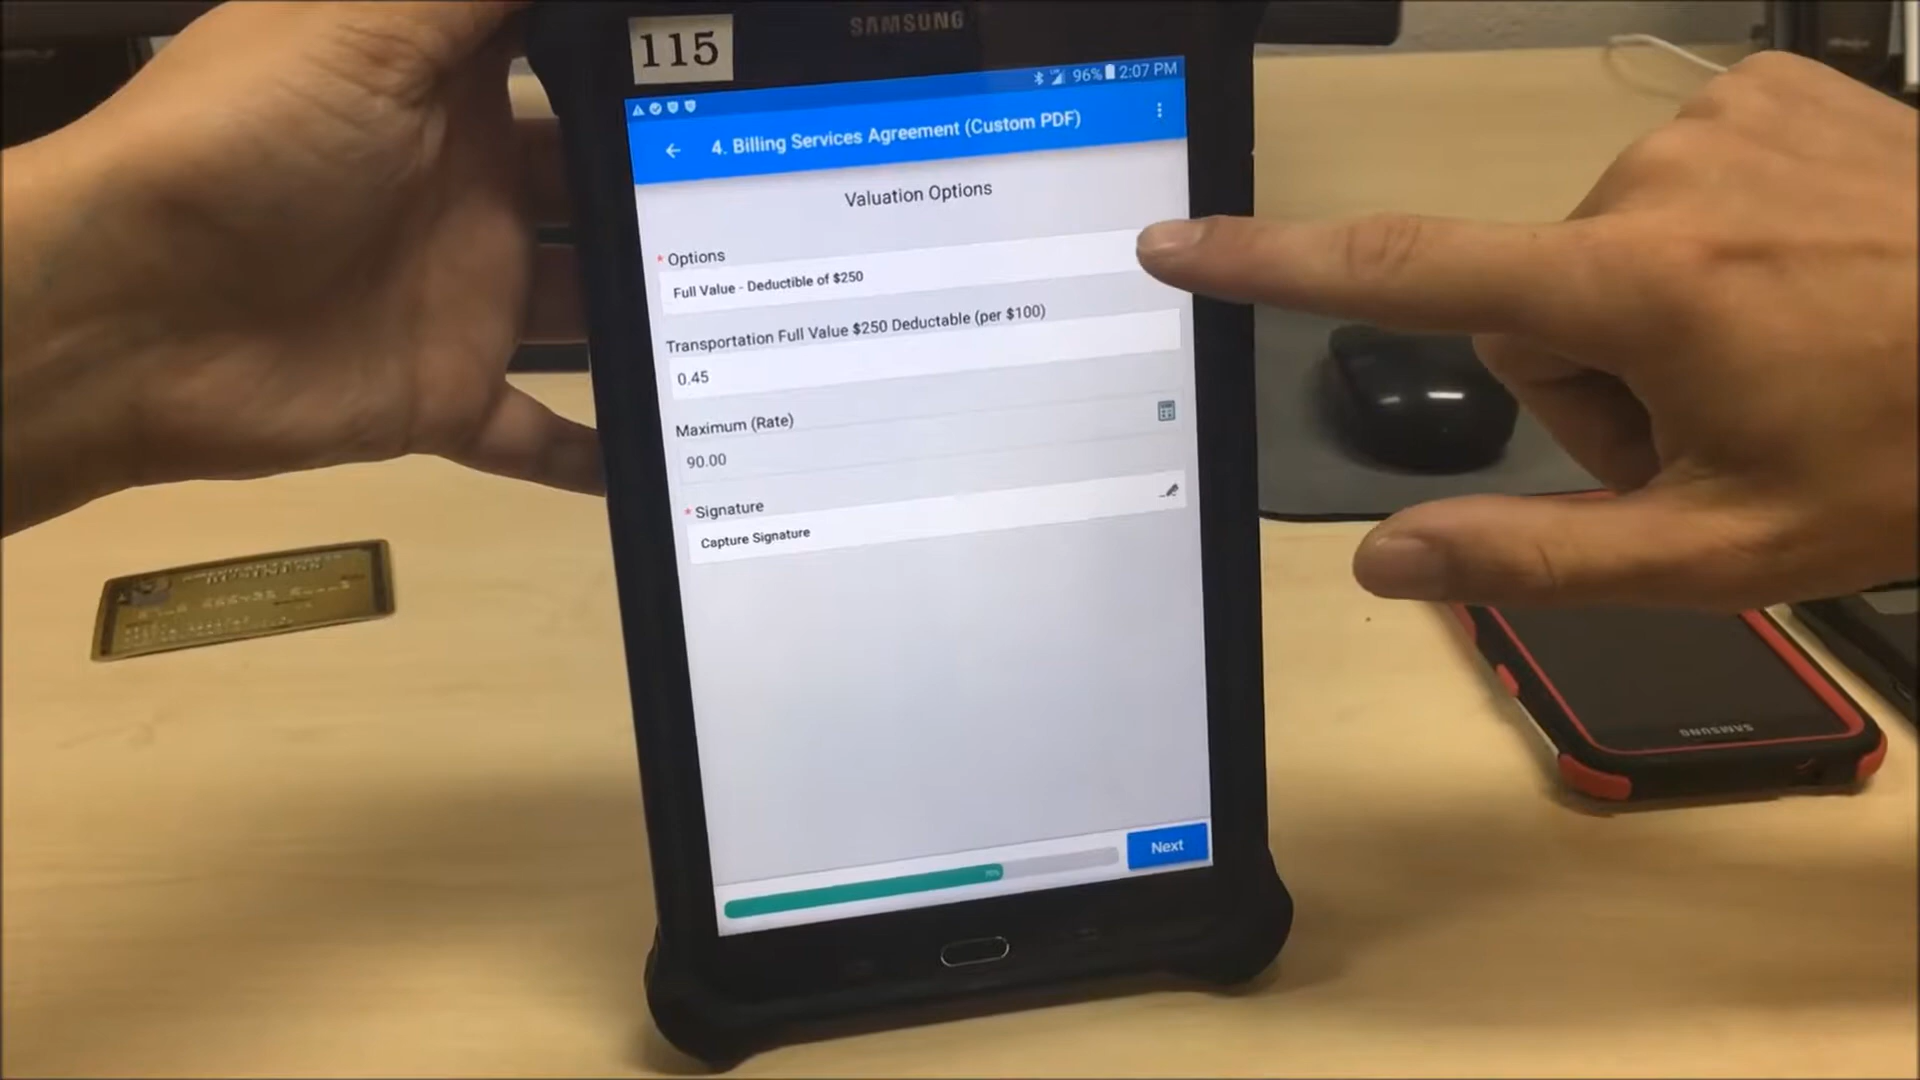 115
SAMSUNG
96% 2:07 PM
4. Billing Services Agreement (Custom PDF)
Valuation Options
* Options
Full Value - Deductible of $250
Transportation Full Value $250 Deductable (per $100)
0.45
Maximum (Rate)
90.00
* Signature
Capture Signature
Next
SAMSUNG
BUSINESS